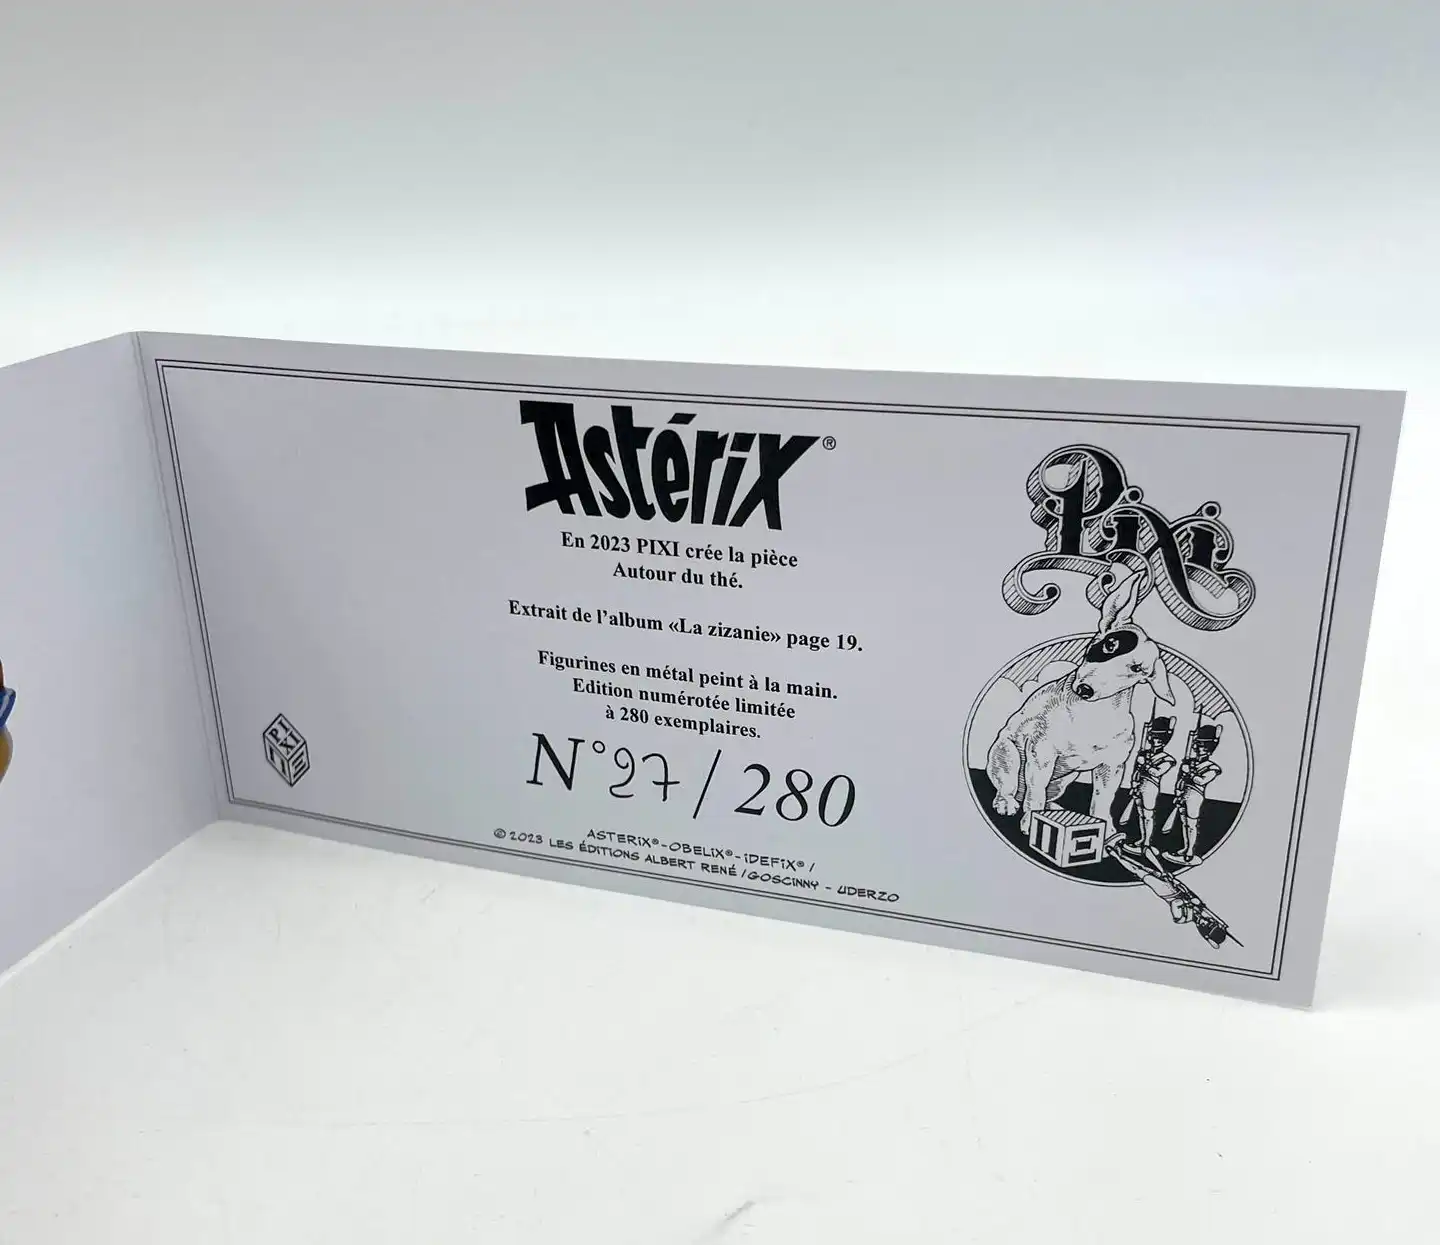 Astérix®
En 2023 PIXI crée la pièce
Autour du thé.
Extrait de l'album «La zizanie» page 19.
Figurines en métal peint à la main.
Edition numérotée limitée
à 280 exemplaires.
N° 27 / 280
ASTERIX®-OBELIX®-IDEFIX® /
© 2023 LES ÉDITIONS ALBERT RENÉ / GOSCINNY - UDERZO
PIXI
Pixi